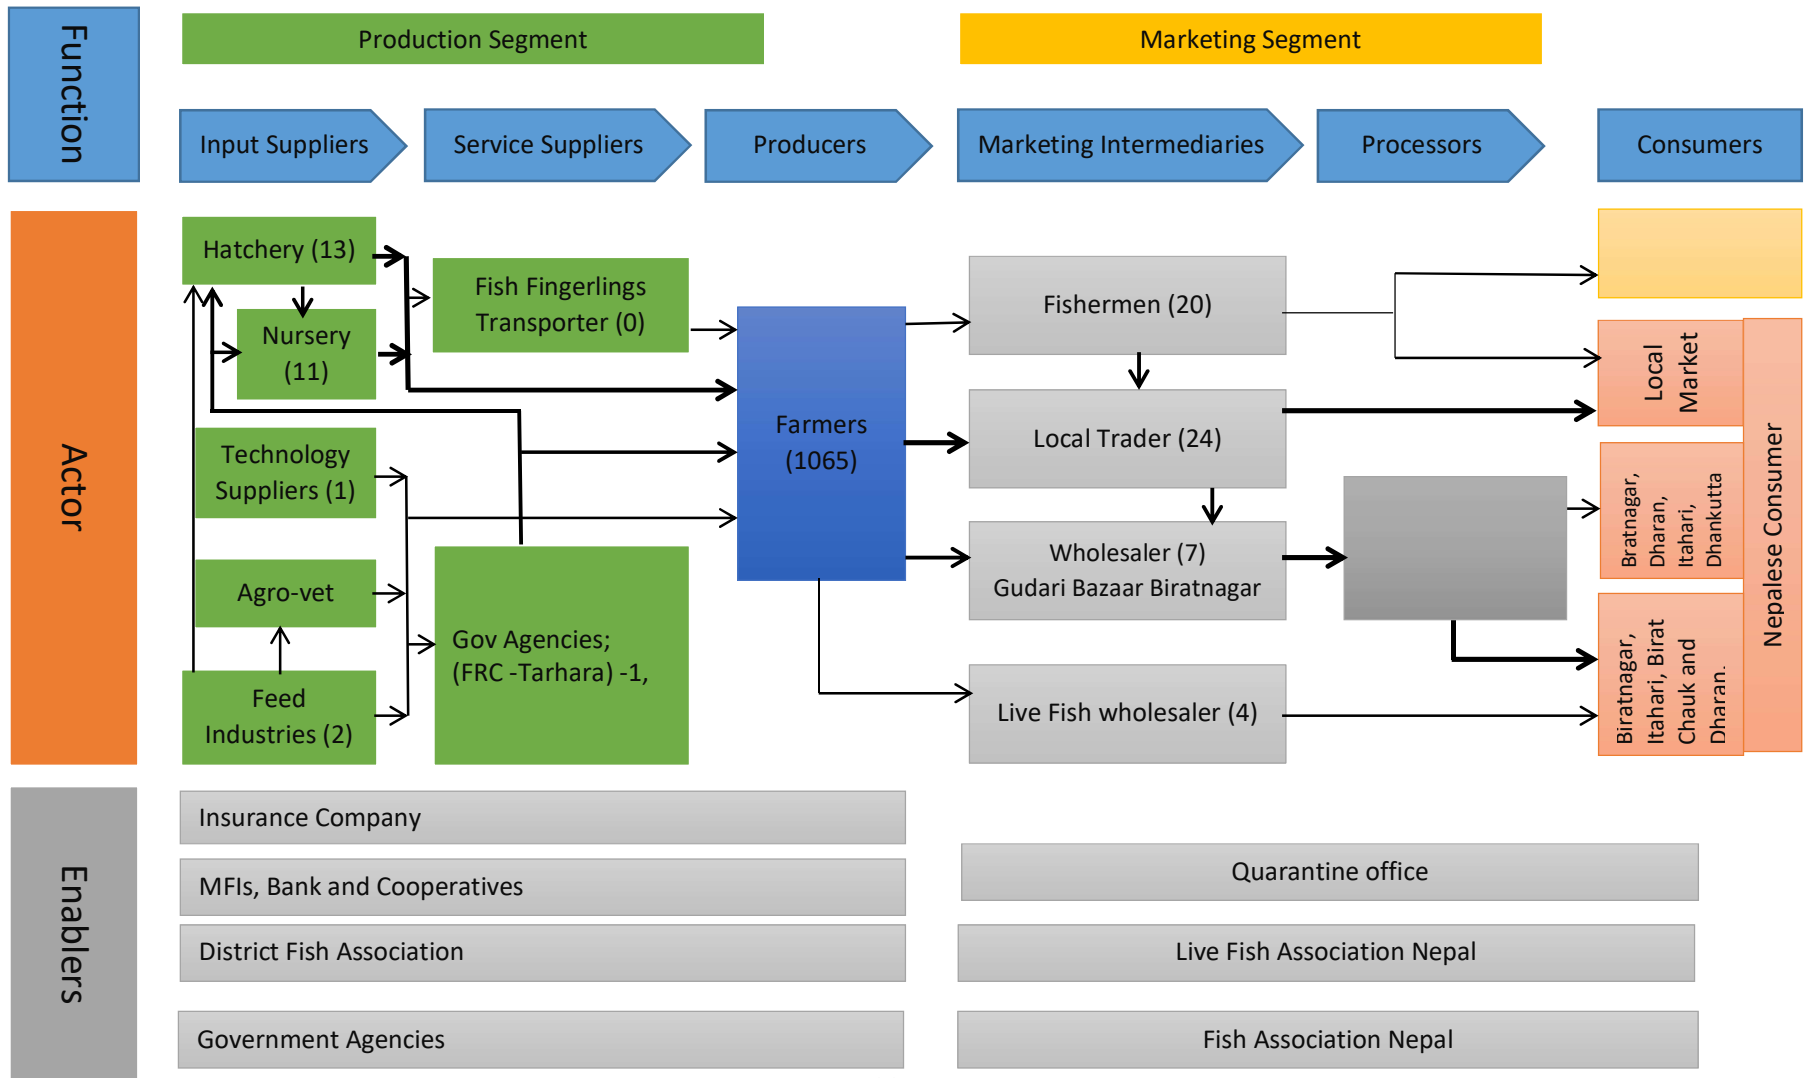 Function
Production Segment
Marketing Segment
Input Suppliers
Service Suppliers
Producers
Marketing Intermediaries
Processors
Consumers
Actor
Hatchery (13)
Nursery
(11)
Technology
Suppliers (1)
Agro-vet
Feed
Industries (2)
Fish Fingerlings
Transporter (0)
Gov Agencies;
(FRC -Tarhara) -1,
Farmers
(1065)
Fishermen (20)
Local Trader (24)
Wholesaler (7)
Gudari Bazaar Biratnagar
Live Fish wholesaler (4)
Local
Market
Bratnagar,
Dharan,
Itahari,
Dhankutta
Biratnagar,
Itahari, Birat
Chauk and
Dharan.
Nepalese Consumer
Enablers
Insurance Company
MFIs, Bank and Cooperatives
District Fish Association
Government Agencies
Quarantine office
Live Fish Association Nepal
Fish Association Nepal